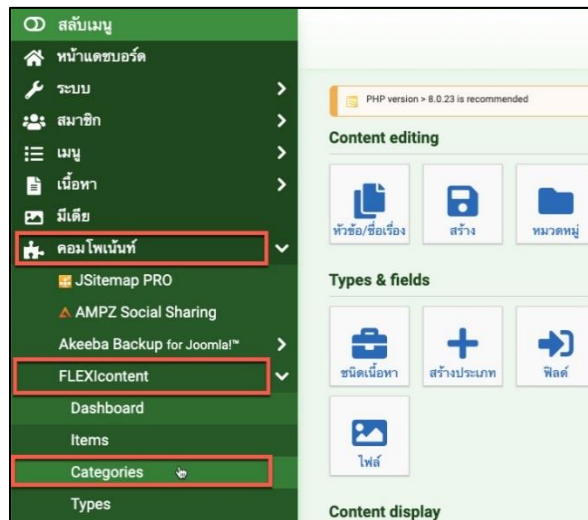 สลับเมนู
หน้าแดชบอร์ด
ระบบ
สมาชิก
เมนู
เนื้อหา
มีเดีย
คอมโพเน้นท์
JSitemap PRO
AMPZ Social Sharing
Akeeba Backup for Joomla!™
FLEXIcontent
Dashboard
Items
Categories
Types
PHP version > 8.0.23 is recommended
Content editing
หัวข้อ/ชื่อเรื่อง
สร้าง
หมวดหมู่
Types & fields
ชนิดเนื้อหา
สร้างประเภท
ฟิลด์
ไฟล์
Content display